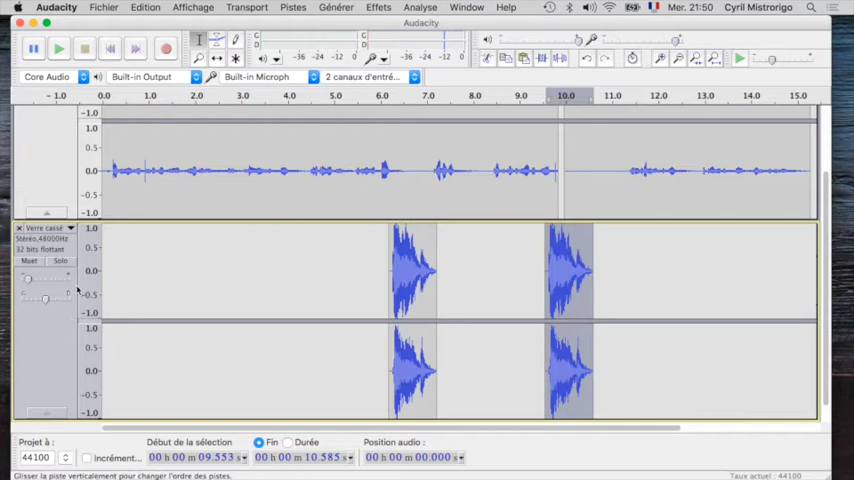 Audacity Fichier Edition Affichage Transport Pistes Générer Effets Analyse Window Help Mar. 21:50 Cyril Mistrorigo
Audacity
G
D
-36 -24 -12 0
G
D
-36 -24 -12 0
Core Audio Built-in Output Built-in Microph 2 canaux d'entré...
- 1.0 0.0 1.0 2.0 3.0 4.0 5.0 6.0 7.0 8.0 9.0 10.0 11.0 12.0 13.0 14.0 15.0
-1.0
1.0
0.5
0.0
-0.5
-1.0
Verre cassé
Stéréo,48000Hz
32 bits flottant
Muet Solo
- +
G D
1.0
0.5
0.0
-0.5
-1.0
1.0
0.5
0.0
-0.5
-1.0
Projet à : Début de la sélection Fin Durée Position audio :
44100 Incrément... 00 h 00 m 09.553 s 00 h 00 m 10.585 s 00 h 00 m 00.000 s
Glisser la piste verticalement pour changer l'ordre des pistes. Taux actuel : 44100